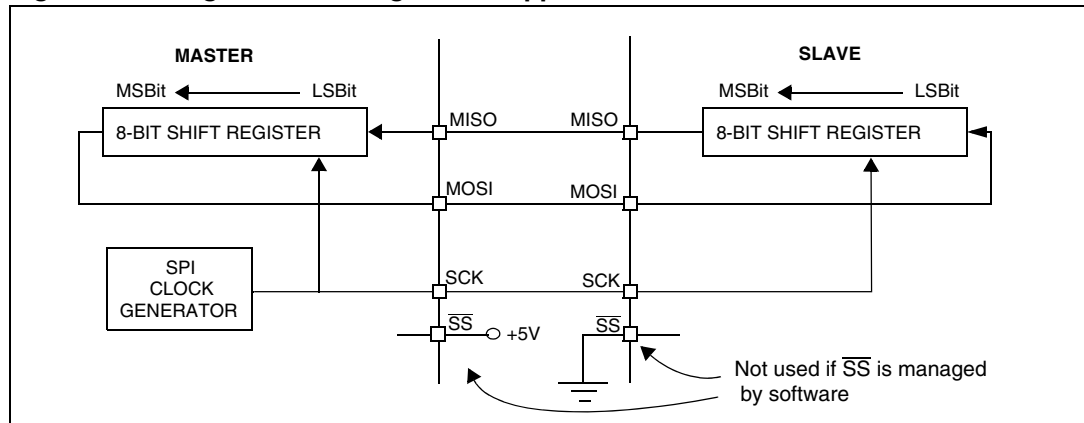 MASTER
SLAVE
MSBit LSBit
MSBit LSBit
8-BIT SHIFT REGISTER
MISO
MISO
8-BIT SHIFT REGISTER
MOSI
MOSI
SPI
CLOCK
GENERATOR
SCK
SCK
SS
+5V
SS
Not used if SS is managed
by software